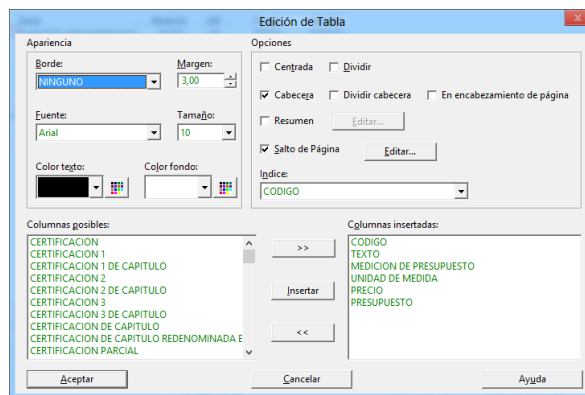 Edición de Tabla
Apariencia
Borde:
Margen:
NINGUNO
3,00
Fuente:
Tamaño:
Arial
10
Color texto:
Color fondo:
Opciones
Centrada
Dividir
Cabecera
Dividir cabecera
En encabezamiento de página
Resumen
Editar...
Salto de Página
Editar...
Indice:
CODIGO
Columnas posibles:
CERTIFICACION
CERTIFICACION 1
CERTIFICACION 1 DE CAPITULO
CERTIFICACION 2
CERTIFICACION 2 DE CAPITULO
CERTIFICACION 3
CERTIFICACION 3 DE CAPITULO
CERTIFICACION DE CAPITULO
CERTIFICACION DE CAPITULO REDENOMINADA E
CERTIFICACION PARCIAL
>>
Insertar
<<
Columnas insertadas:
CODIGO
TEXTO
MEDICION DE PRESUPUESTO
UNIDAD DE MEDIDA
PRECIO
PRESUPUESTO
Aceptar
Cancelar
Ayuda